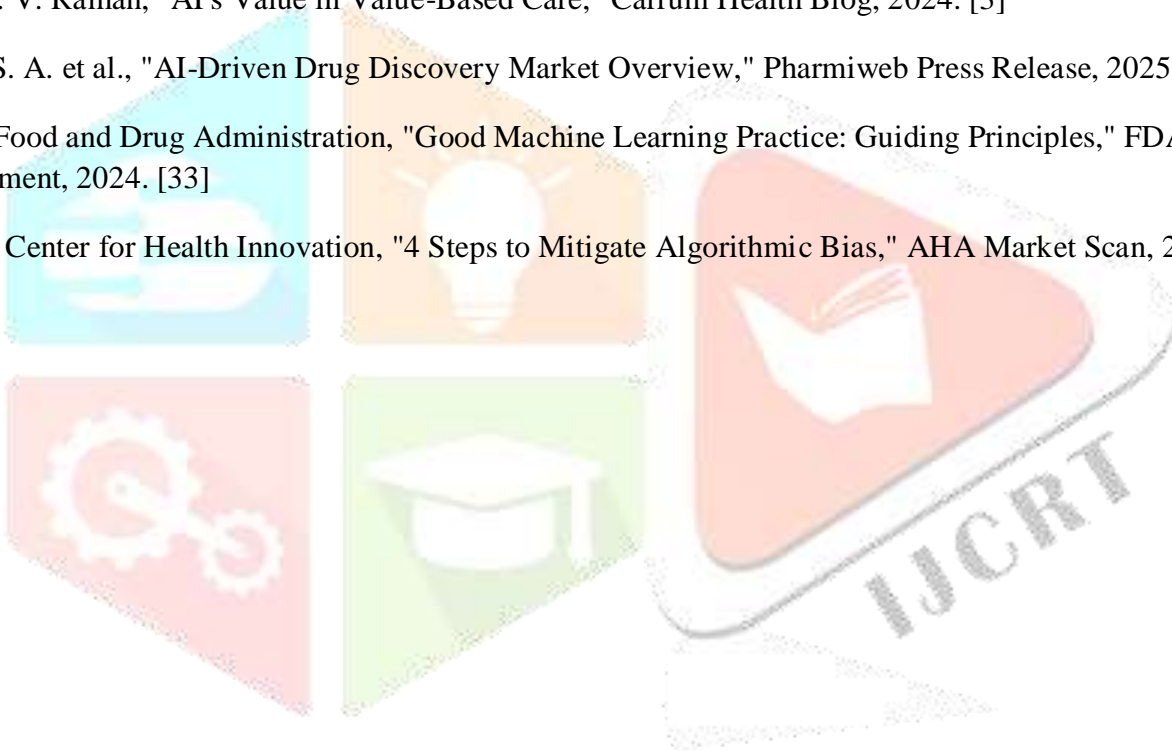 . V. Raman, "AI's Value in Value-Based Care," Carrum Health Blog, 2024. [5]
S. A. et al., "AI-Driven Drug Discovery Market Overview," Pharmiweb Press Release, 2025
Food and Drug Administration, "Good Machine Learning Practice: Guiding Principles," FDA
ment, 2024. [33]
Center for Health Innovation, "4 Steps to Mitigate Algorithmic Bias," AHA Market Scan, 2
IJCRT